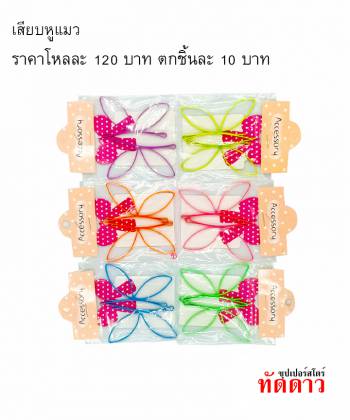 เสียบหูแมว
ราคาโหลละ 120 บาท ตกชิ้นละ 10 บาท
Accessory
Accessory
Accessory
Accessory
Accessory
Accessory
ซุปเปอร์สโตร์
ทัดดาว